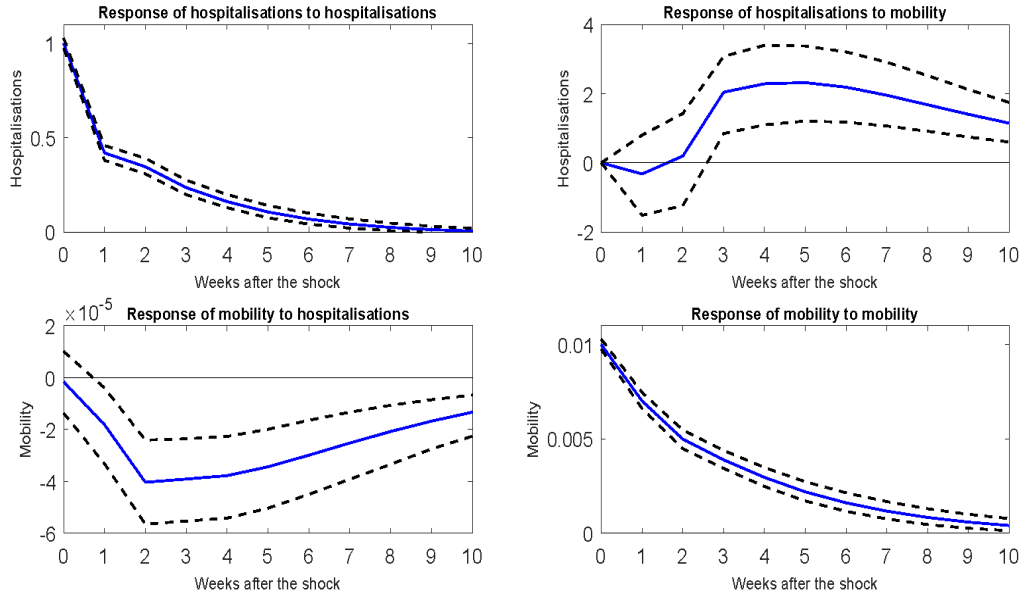 Response of hospitalisations to hospitalisations
1
0.5
0
Hospitalisations
0 1 2 3 4 5 6 7 8 9 10
Weeks after the shock
Response of hospitalisations to mobility
4
2
0
-2
Hospitalisations
0 1 2 3 4 5 6 7 8 9 10
Weeks after the shock
Response of mobility to hospitalisations
×10⁻⁵
2
0
-2
-4
-6
Mobility
0 1 2 3 4 5 6 7 8 9 10
Weeks after the shock
Response of mobility to mobility
0.01
0.005
0
Mobility
0 1 2 3 4 5 6 7 8 9 10
Weeks after the shock